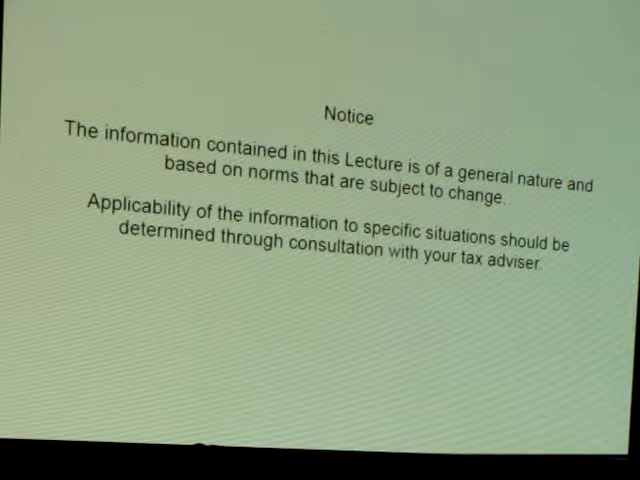 Notice
The information contained in this Lecture is of a general nature and
based on norms that are subject to change.
Applicability of the information to specific situations should be
determined through consultation with your tax adviser.